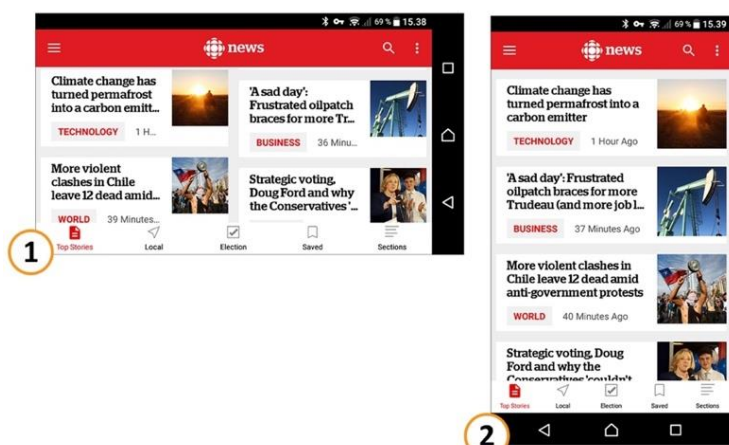 69 % 15.38
news
Climate change has
turned permafrost
into a carbon emitt...
TECHNOLOGY 1 H...
More violent
clashes in Chile
leave 12 dead amid...
WORLD 39 Minutes...
'A sad day':
Frustrated oilpatch
braces for more Tr...
BUSINESS 36 Minu...
Strategic voting,
Doug Ford and why
the Conservatives '...
Top Stories Local Election Saved Sections
1
69 % 15.39
news
Climate change has
turned permafrost into a
carbon emitter
TECHNOLOGY 1 Hour Ago
'A sad day': Frustrated
oilpatch braces for more
Trudeau (and more job l...
BUSINESS 37 Minutes Ago
More violent clashes in
Chile leave 12 dead amid
anti-government protests
WORLD 40 Minutes Ago
Strategic voting, Doug
Ford and why the
Conservatives 'couldn't
Top Stories Local Election Saved Sections
2